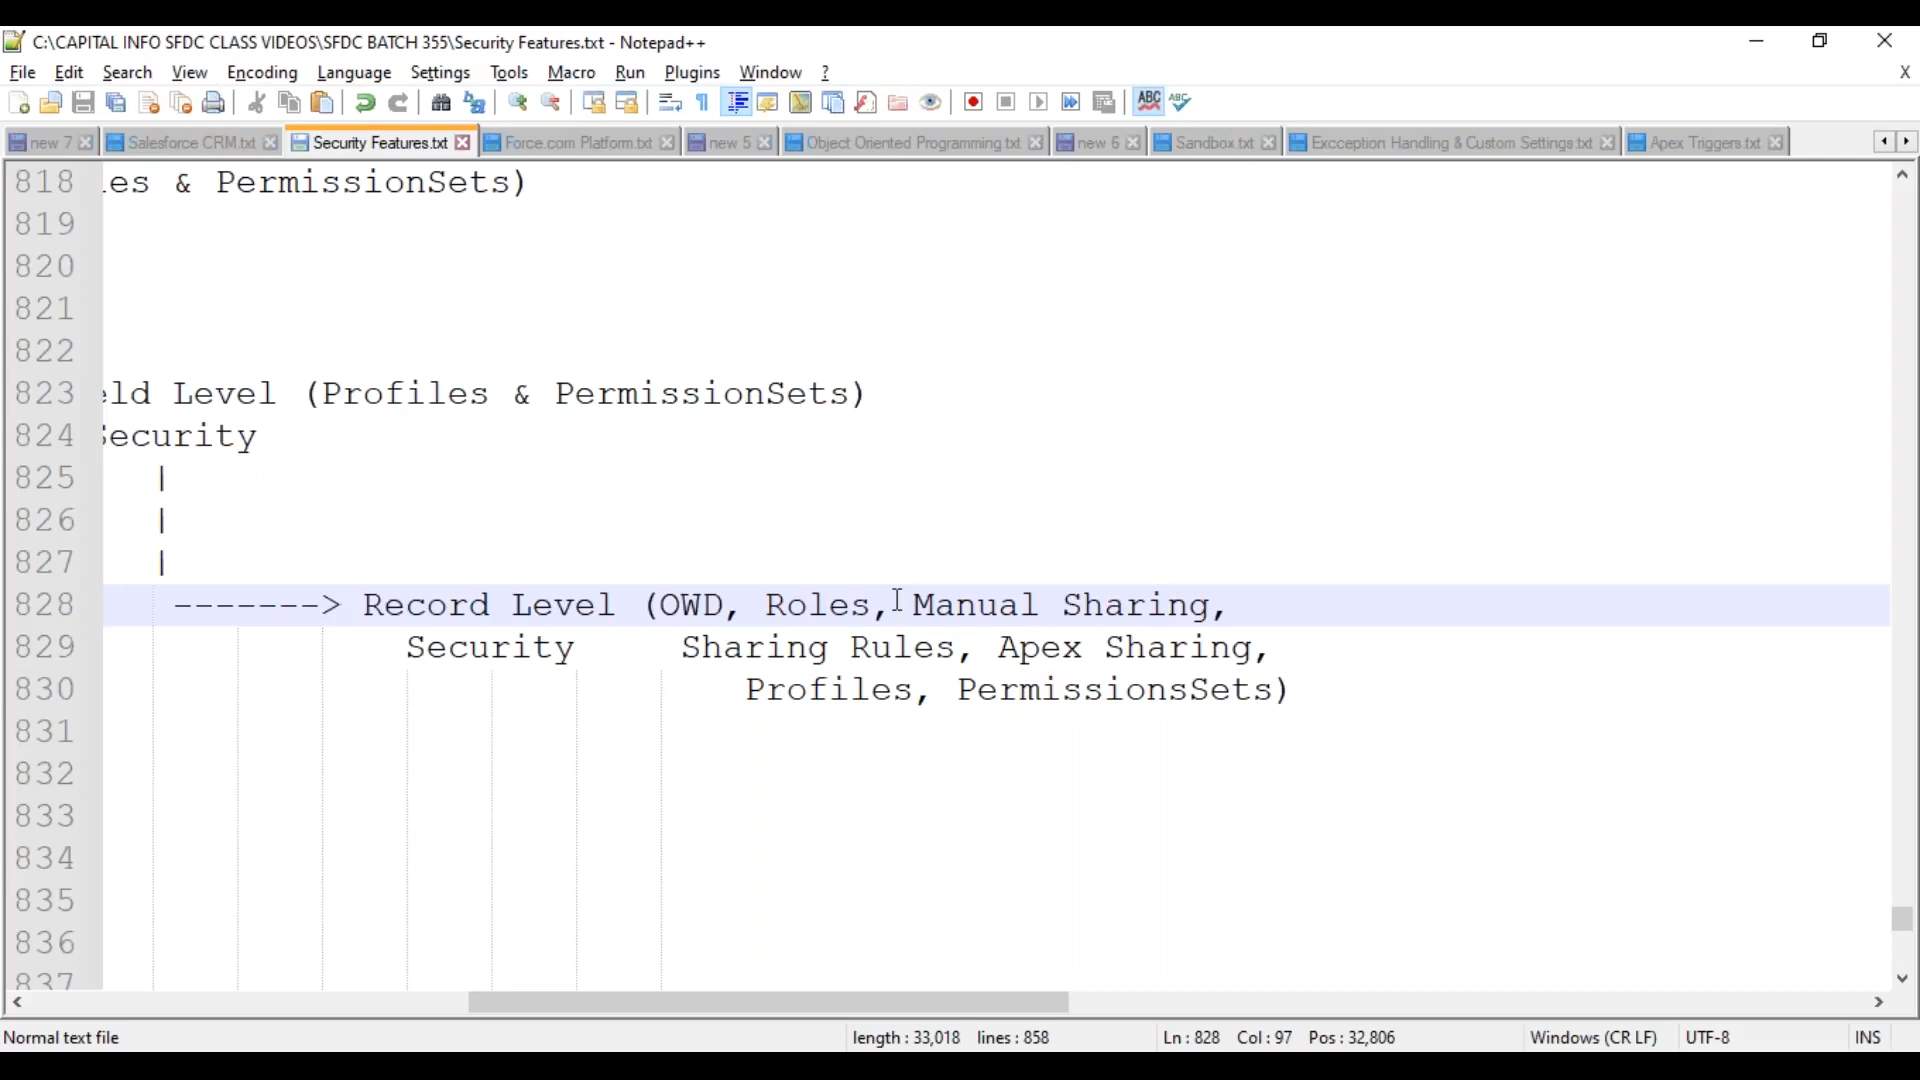 C:\CAPITAL INFO SFDC CLASS VIDEOS\SFDC BATCH 355\Security Features.txt - Notepad++
File Edit Search View Encoding Language Settings Tools Macro Run Plugins Window ? X
new 7 Salesforce CRM.txt Security Features.txt Force.com Platform.txt new 5 Object Oriented Programming.txt new 6 Sandbox.txt Excception Handling & Custom Settings.txt Apex Triggers.txt
818 les & PermissionSets)
819
820
821
822
823 eld Level (Profiles & PermissionSets)
824 Security
825 |
826 |
827 |
828 -------> Record Level (OWD, Roles, Manual Sharing,
829 Security Sharing Rules, Apex Sharing,
830 Profiles, PermissionsSets)
831
832
833
834
835
836
837
Normal text file length : 33,018 lines : 858 Ln : 828 Col : 97 Pos : 32,806 Windows (CR LF) UTF-8 INS